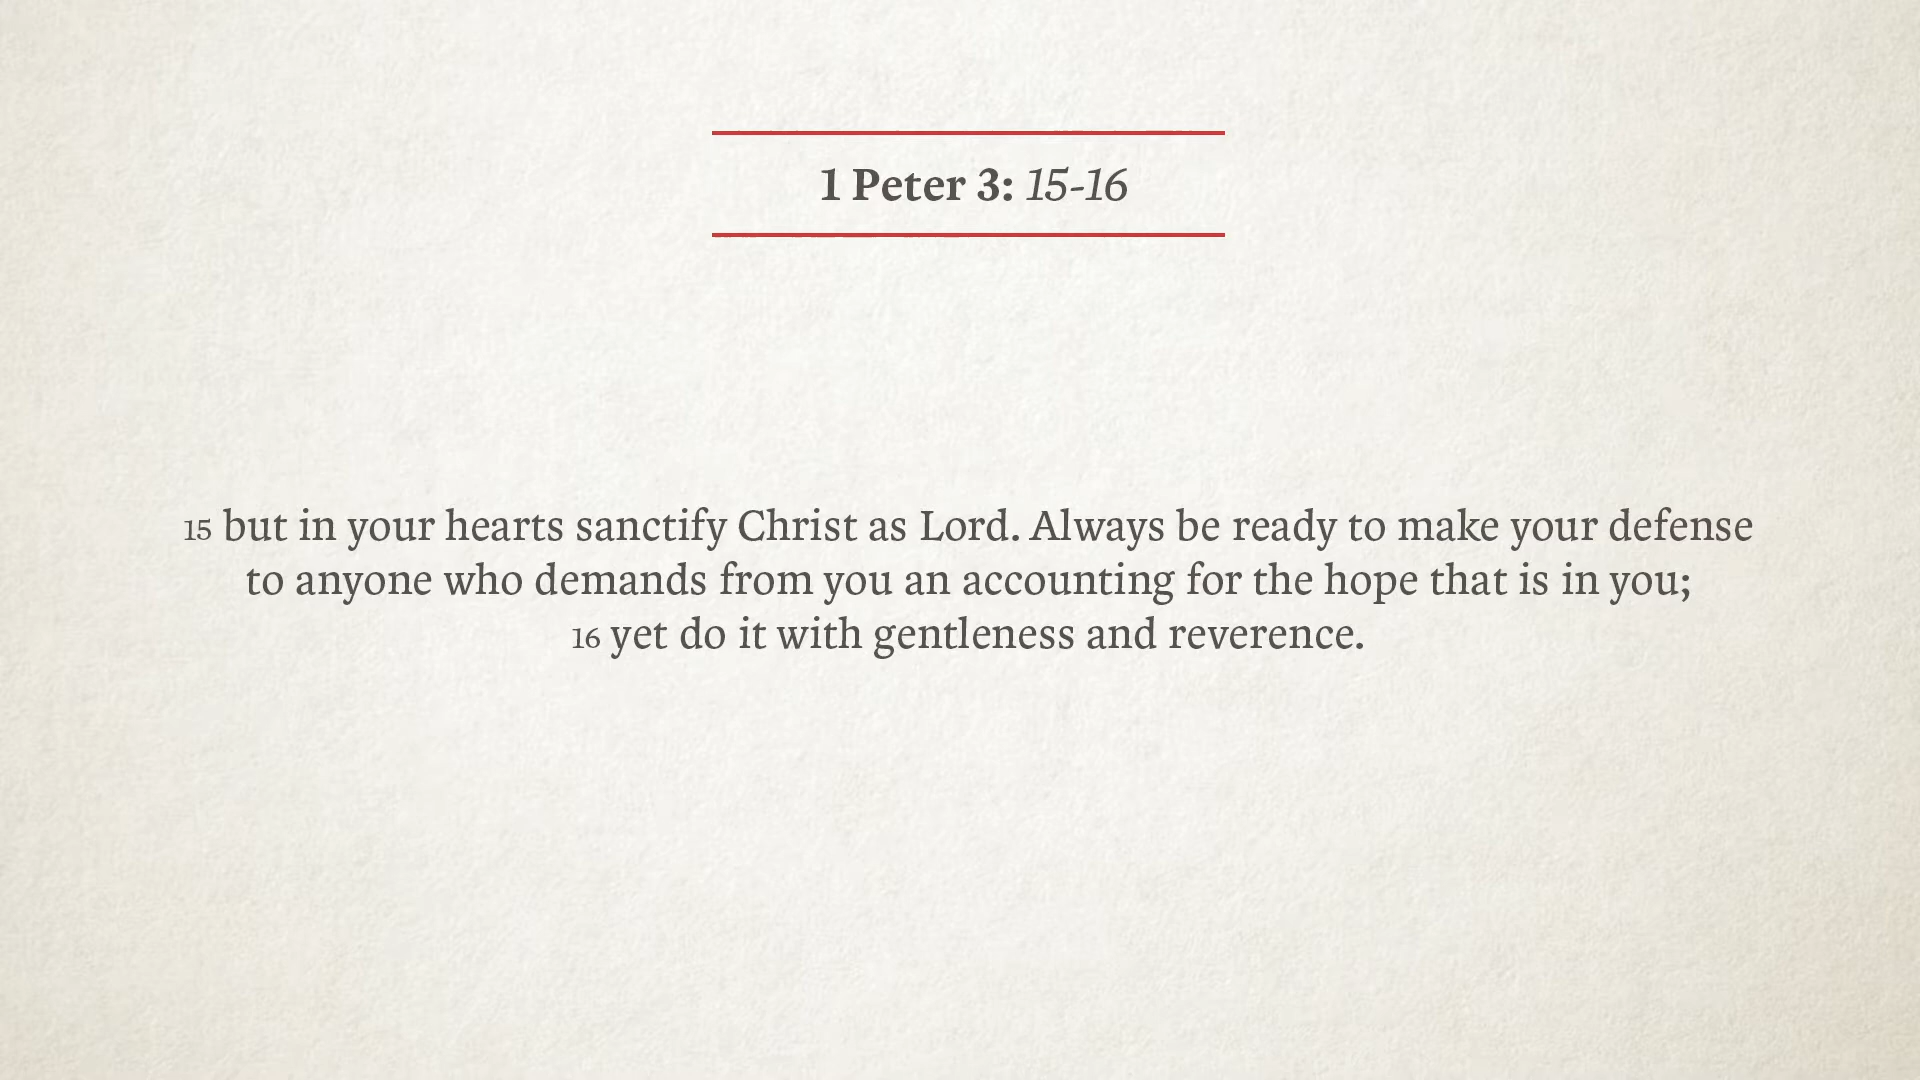 1 Peter 3: 15-16
15 but in your hearts sanctify Christ as Lord. Always be ready to make your defense
to anyone who demands from you an accounting for the hope that is in you;
16 yet do it with gentleness and reverence.